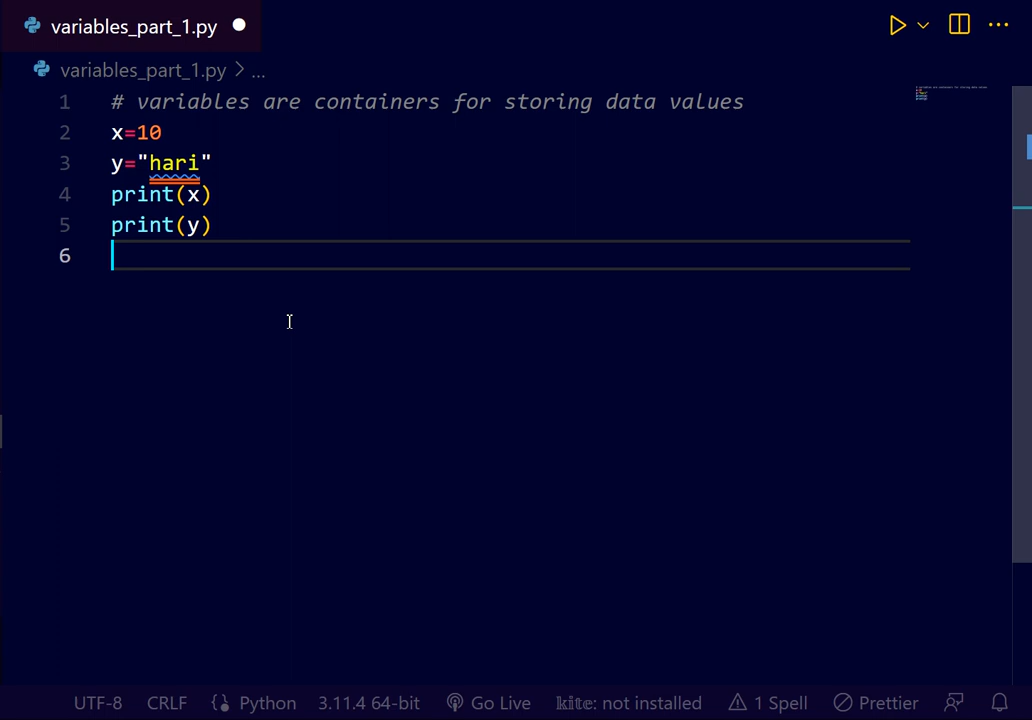 variables_part_1.py
variables_part_1.py > ...
1 # variables are containers for storing data values
2 x=10
3 y="hari"
4 print(x)
5 print(y)
6
UTF-8 CRLF {} Python 3.11.4 64-bit Go Live kite: not installed 1 Spell Prettier